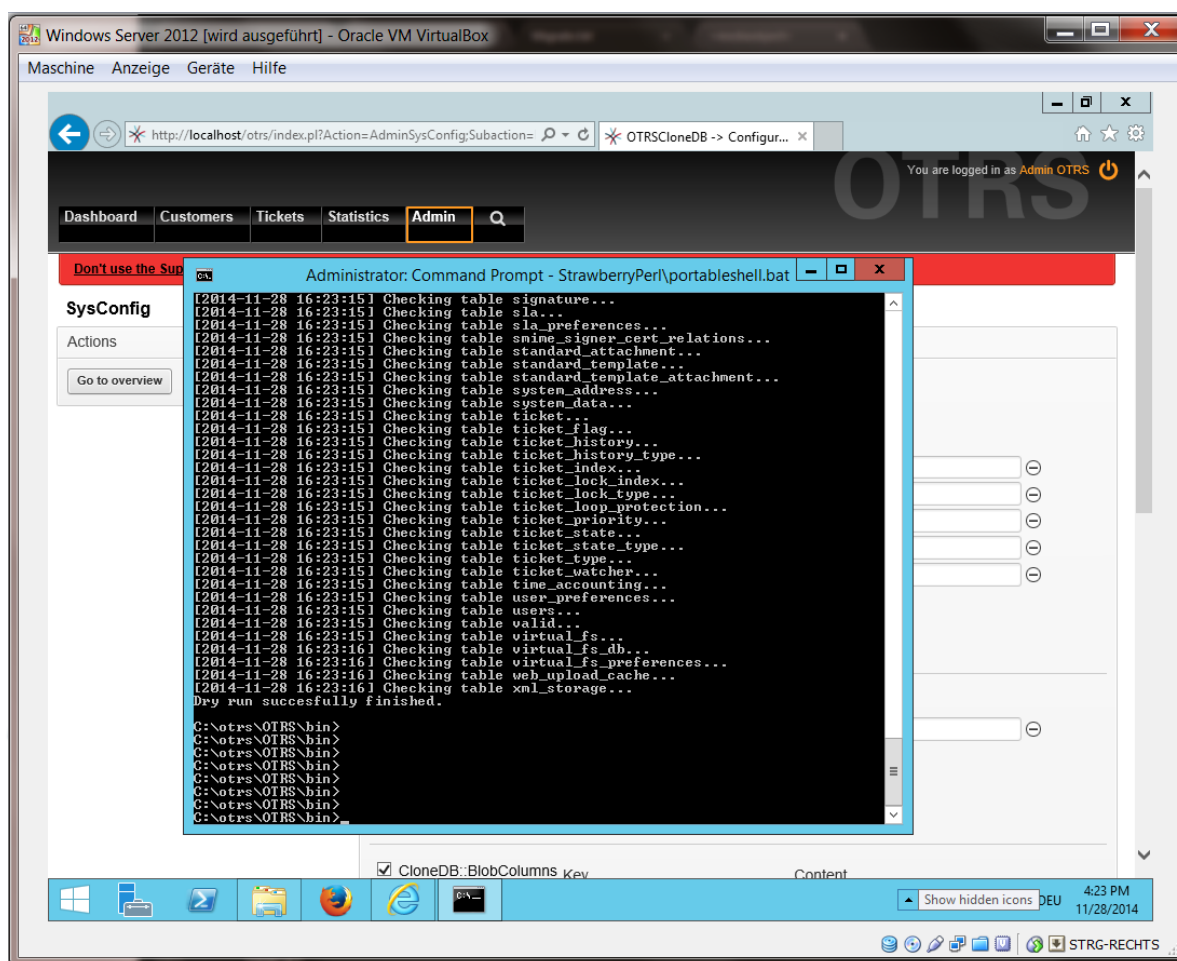 Windows Server 2012 [wird ausgeführt] - Oracle VM VirtualBox
Maschine Anzeige Geräte Hilfe
http://localhost/otrs/index.pl?Action=AdminSysConfig;Subaction=
OTRSCloneDB -> Configur...
OTRS
You are logged in as Admin OTRS
Dashboard Customers Tickets Statistics Admin
Don't use the Sup
Administrator: Command Prompt - StrawberryPerl\portableshell.bat
SysConfig
Actions
Go to overview
[2014-11-28 16:23:15] Checking table signature...
[2014-11-28 16:23:15] Checking table sla...
[2014-11-28 16:23:15] Checking table sla_preferences...
[2014-11-28 16:23:15] Checking table smime_signer_cert_relations...
[2014-11-28 16:23:15] Checking table standard_attachment...
[2014-11-28 16:23:15] Checking table standard_template...
[2014-11-28 16:23:15] Checking table standard_template_attachment...
[2014-11-28 16:23:15] Checking table system_address...
[2014-11-28 16:23:15] Checking table system_data...
[2014-11-28 16:23:15] Checking table ticket...
[2014-11-28 16:23:15] Checking table ticket_flag...
[2014-11-28 16:23:15] Checking table ticket_history...
[2014-11-28 16:23:15] Checking table ticket_history_type...
[2014-11-28 16:23:15] Checking table ticket_index...
[2014-11-28 16:23:15] Checking table ticket_lock_index...
[2014-11-28 16:23:15] Checking table ticket_lock_type...
[2014-11-28 16:23:15] Checking table ticket_loop_protection...
[2014-11-28 16:23:15] Checking table ticket_priority...
[2014-11-28 16:23:15] Checking table ticket_state...
[2014-11-28 16:23:15] Checking table ticket_state_type...
[2014-11-28 16:23:15] Checking table ticket_type...
[2014-11-28 16:23:15] Checking table ticket_watcher...
[2014-11-28 16:23:15] Checking table time_accounting...
[2014-11-28 16:23:15] Checking table user_preferences...
[2014-11-28 16:23:15] Checking table users...
[2014-11-28 16:23:15] Checking table valid...
[2014-11-28 16:23:15] Checking table virtual_fs...
[2014-11-28 16:23:16] Checking table virtual_fs_db...
[2014-11-28 16:23:16] Checking table virtual_fs_preferences...
[2014-11-28 16:23:16] Checking table web_upload_cache...
[2014-11-28 16:23:16] Checking table xml_storage...
Dry run succesfully finished.
C:\otrs\OTRS\bin>
C:\otrs\OTRS\bin>
C:\otrs\OTRS\bin>
C:\otrs\OTRS\bin>
C:\otrs\OTRS\bin>
C:\otrs\OTRS\bin>
C:\otrs\OTRS\bin>
C:\otrs\OTRS\bin>_
CloneDB::BlobColumns Key Content
Show hidden icons DEU
4:23 PM
11/28/2014
STRG-RECHTS